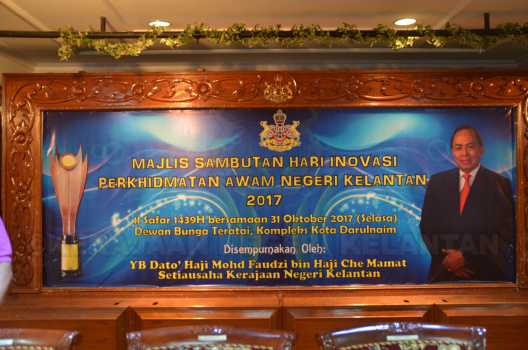 MAJLIS SAMBUTAN HARI INOVASI
PERKHIDMATAN AWAM NEGERI KELANTAN
2017
11 Safar 1439H bersamaan 31 Oktober 2017 (Selasa)
Dewan Bunga Teratai, Kompleks Kota Darulnaim
Disempurnakan Oleh:
YB Dato' Haji Mohd Faudzi bin Haji Che Mamat
Setiausaha Kerajaan Negeri Kelantan